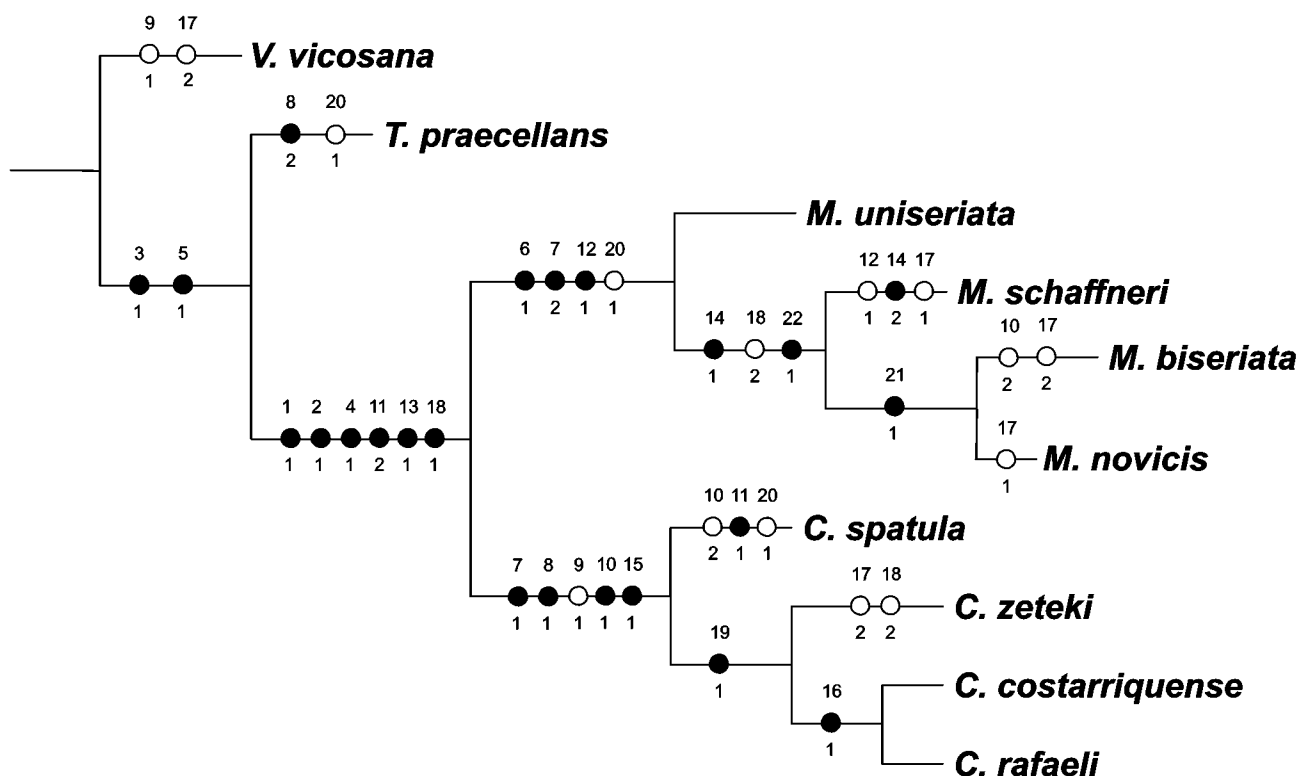 9 17
V. vicosana
1 2
8 20
T. praecellans
2 1
M. uniseriata
3 5
1 1
6 7 12 20
1 2 1 1
12 14 17
M. schaffneri
1 2 1
14 18 22
1 2 1
10 17
M. biseriata
2 2
21
1
17
M. novicis
1
1 2 4 11 13 18
1 1 1 2 1 1
10 11 20
C. spatula
2 1 1
7 8 9 10 15
1 1 1 1 1
17 18
C. zeteki
2 2
19
1
C. costarriquense
16
1
C. rafaeli